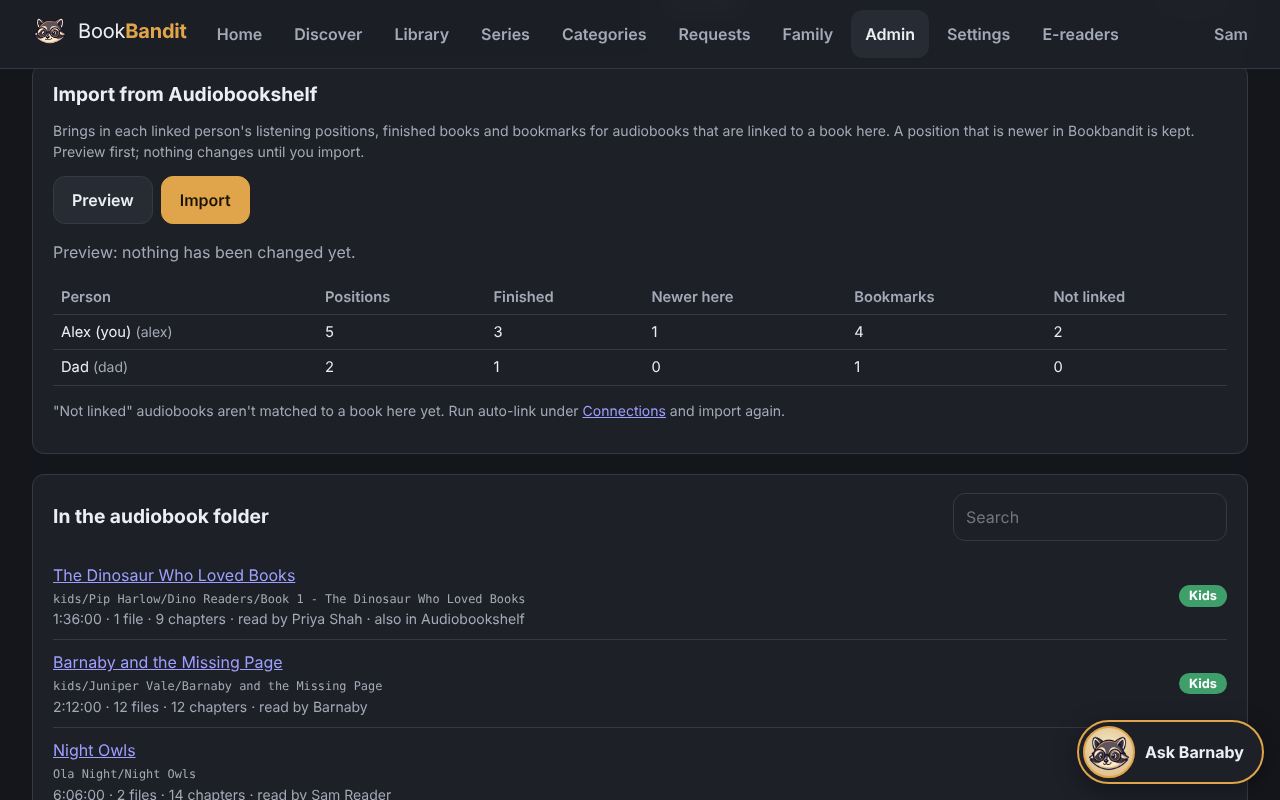 BookBandit Home Discover Library Series Categories Requests Family Admin Settings E-readers Sam
Import from Audiobookshelf
Brings in each linked person's listening positions, finished books and bookmarks for audiobooks that are linked to a book here. A position that is newer in Bookbandit is kept.
Preview first; nothing changes until you import.
Preview Import
Preview: nothing has been changed yet.
Person Positions Finished Newer here Bookmarks Not linked
Alex (you) (alex) 5 3 1 4 2
Dad (dad) 2 1 0 1 0
"Not linked" audiobooks aren't matched to a book here yet. Run auto-link under Connections and import again.
In the audiobook folder Search
The Dinosaur Who Loved Books
kids/Pip Harlow/Dino Readers/Book 1 - The Dinosaur Who Loved Books
Kids
1:36:00 · 1 file · 9 chapters · read by Priya Shah · also in Audiobookshelf
Barnaby and the Missing Page
kids/Juniper Vale/Barnaby and the Missing Page
Kids
2:12:00 · 12 files · 12 chapters · read by Barnaby
Night Owls
Ola Night/Night Owls
6:06:00 · 2 files · 14 chapters · read by Sam Reader
Ask Barnaby